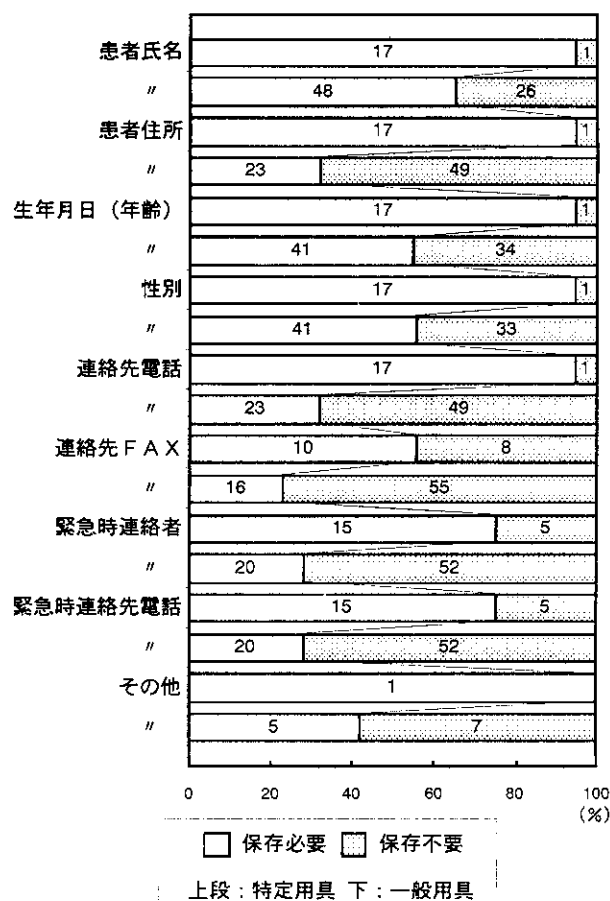 患者氏名 17 1
〃 48 26
患者住所 17 1
〃 23 49
生年月日（年齢） 17 1
〃 41 34
性別 17 1
〃 41 33
連絡先電話 17 1
〃 23 49
連絡先ＦＡＸ 10 8
〃 16 55
緊急時連絡者 15 5
〃 20 52
緊急時連絡先電話 15 5
〃 20 52
その他 1
〃 5 7
0 20 40 60 80 100
(%)
保存必要 保存不要
上段：特定用具 下：一般用具